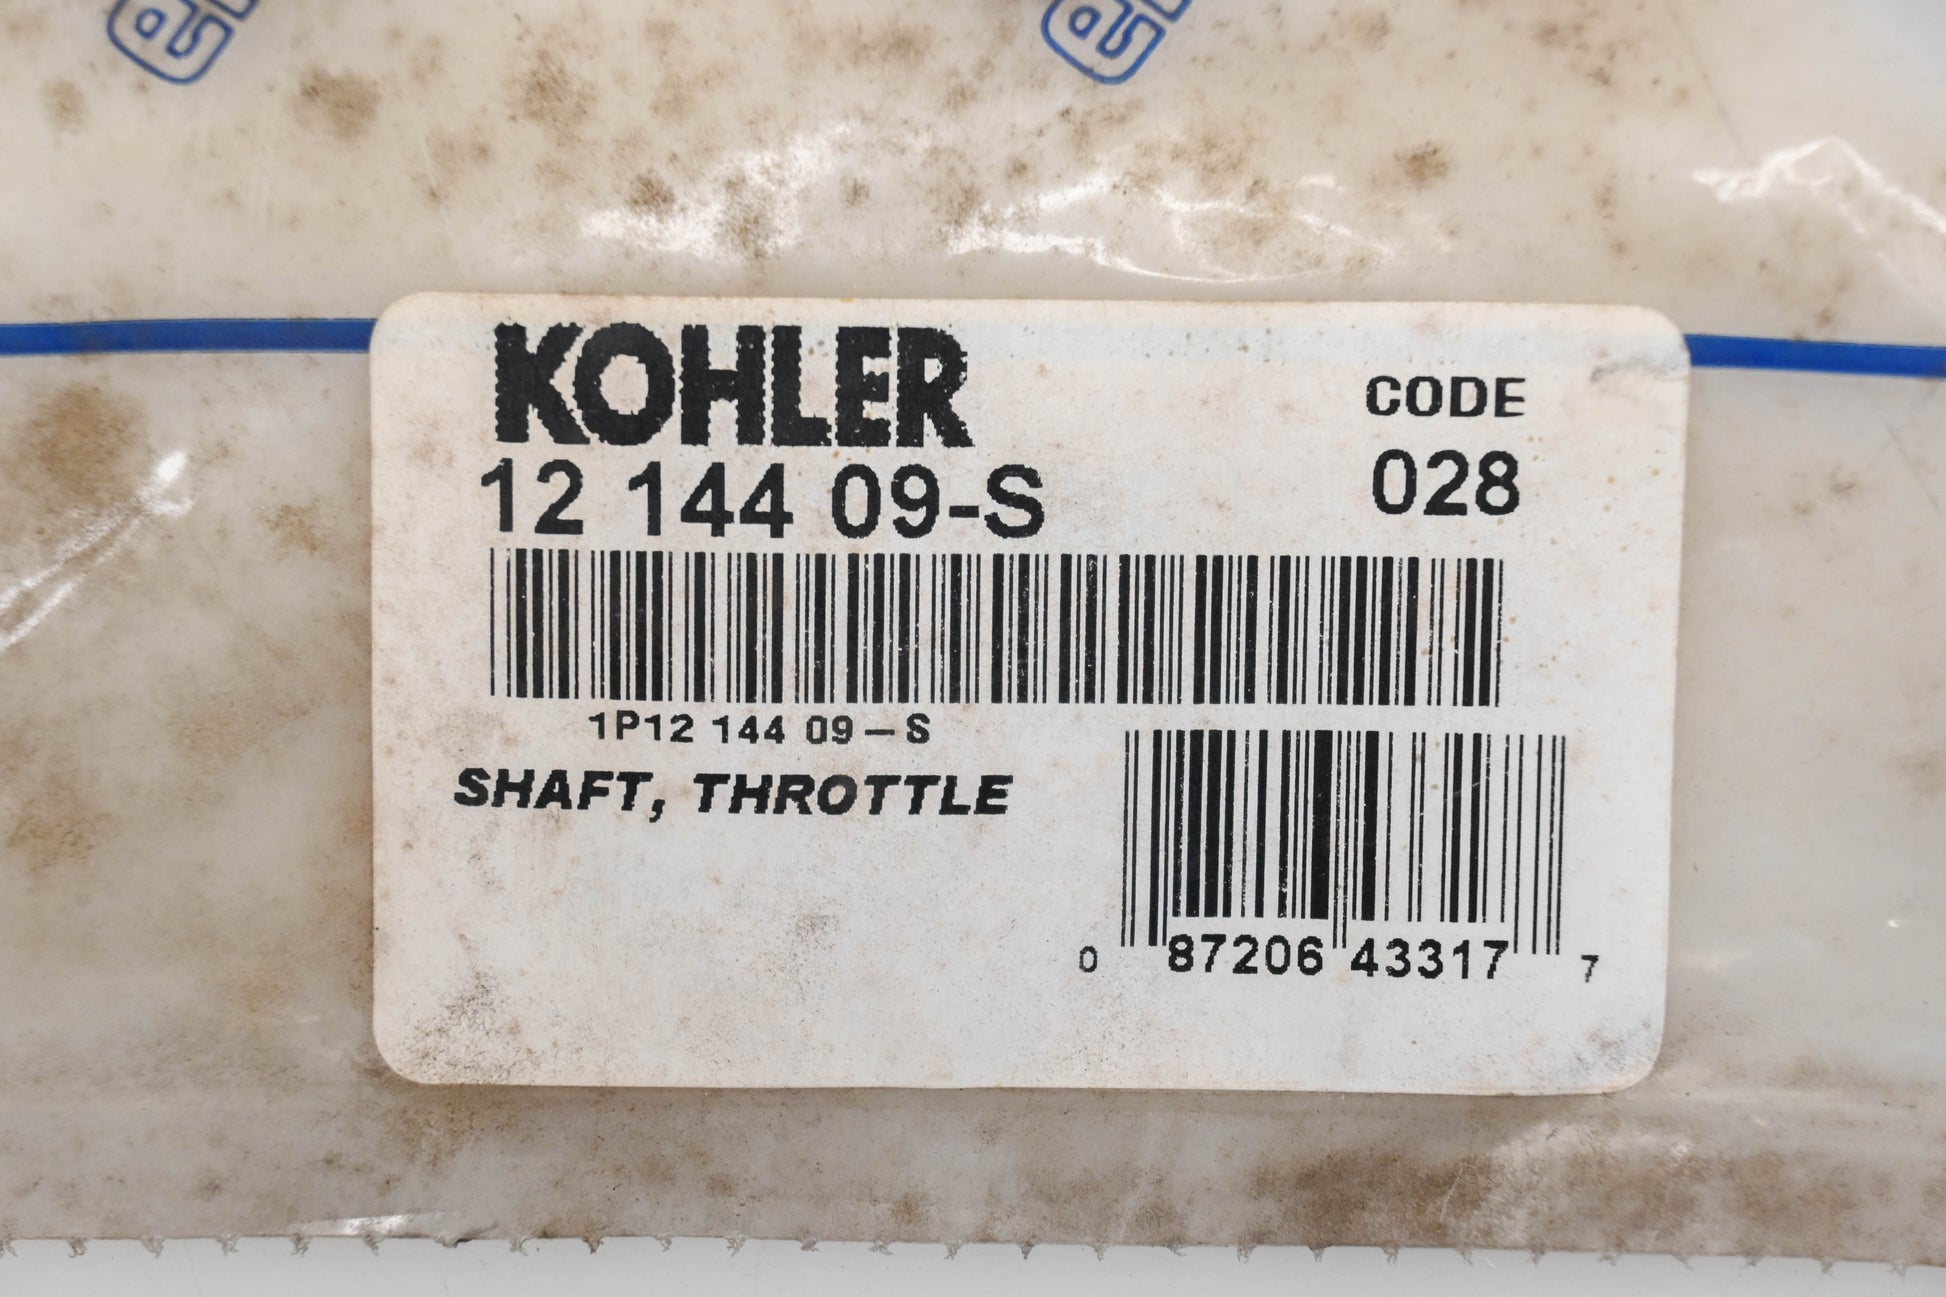 KOHLER
CODE
12 144 09-S
028
1P12 144 09-S
SHAFT, THROTTLE
0 87206 43317 7